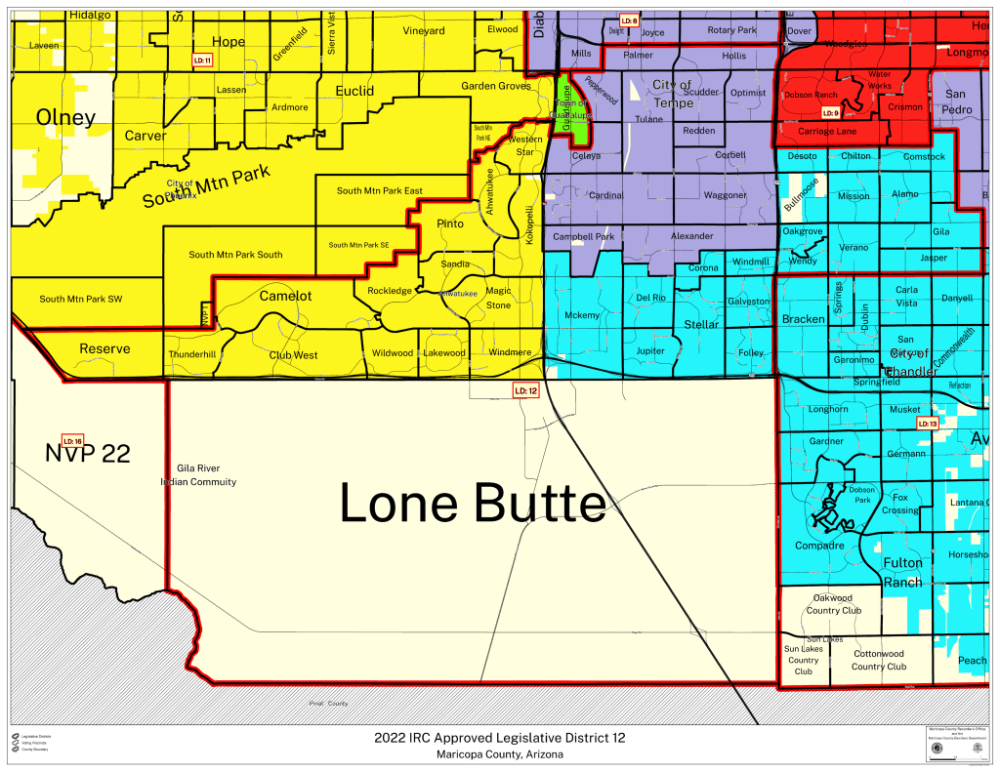 Hidalgo
Hope
Greenfield
Sierra Vist
Vineyard
Elwood
Diab
LD: 8
Dwight
Joyce
Rotary Park
Dover
Laveen
LD: 11
Mills
Palmer
Hollis
Woodglen
Longmo
Lassen
Euclid
Garden Groves
Pepperwood
City of
Tempe
Scudder
Optimist
Dobson Ranch
Water
Works
San
Pedro
Ardmore
Town of
Guadalupe
Guadalupe
Tulane
LD: 9
Crismon
Olney
Carver
South Mtn
Park NE
Western
Star
Redden
Carriage Lane
Celaya
Corbell
Desoto
Chilton
Comstock
City of
Phoenix
South Mtn Park
South Mtn Park East
Ahwatukee
Kokopelli
Cardinal
Waggoner
Bullmoose
Mission
Alamo
Pinto
Campbell Park
Alexander
Oakgrove
Gila
South Mtn Park South
South Mtn Park SE
Verano
Sandia
Corona
Windmill
Wendy
Jasper
South Mtn Park SW
NVP 1
Camelot
Rockledge
Ahwatukee
Magic
Stone
Del Rio
Galveston
Springs
Dublin
Carla
Vista
Danyell
Mckemy
Stellar
Bracken
Reserve
Thunderhill
Club West
Wildwood
Lakewood
Windmere
Jupiter
Folley
San
City of
Chandler
Commonwealth
Geronimo
Springfield
Reflection
LD: 12
Longhorn
Musket
LD: 13
LD: 16
NVP 22
Gila River
Indian Commuity
Gardner
Germann
Av
Lone Butte
Dobson
Park
Fox
Crossing
Lantana
Compadre
Horsesho
Fulton
Ranch
Oakwood
Country Club
Sun Lakes
Sun Lakes
Country
Club
Cottonwood
Country Club
Peach
Pinal County
Legislative Districts
Voting Precincts
County Boundary
2022 IRC Approved Legislative District 12
Maricopa County, Arizona
Maricopa County Recorder's Office
and the
Maricopa County Elections Department